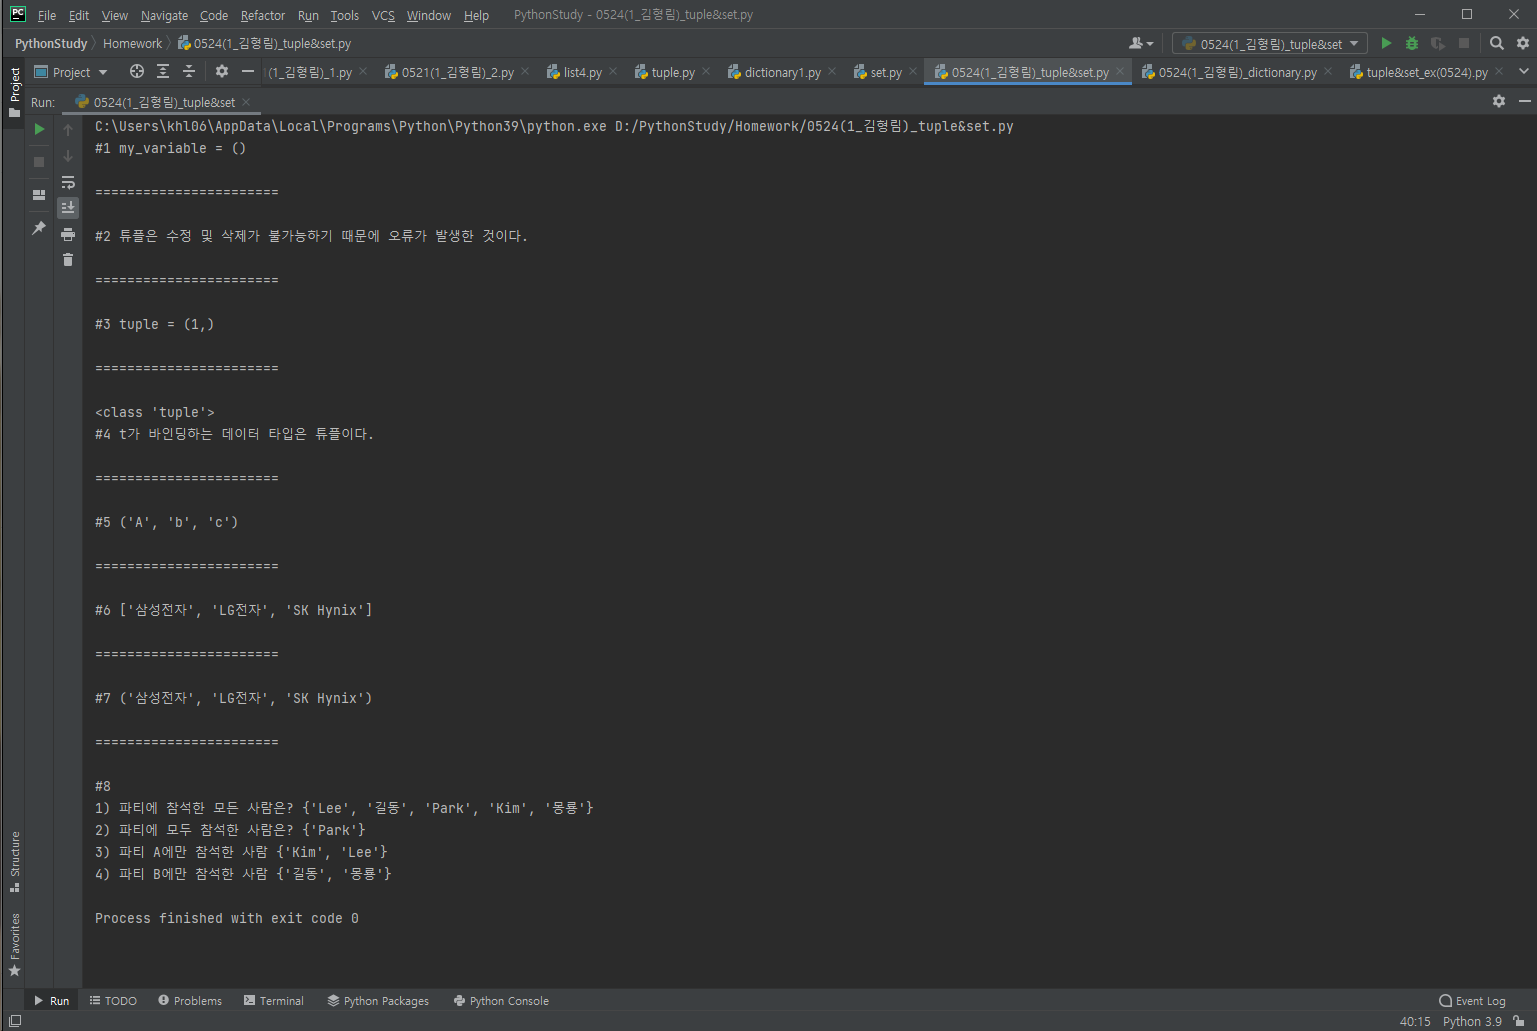 PC File Edit View Navigate Code Refactor Run Tools VCS Window Help PythonStudy - 0524(1_김형림)_tuple&set.py
PythonStudy Homework 0524(1_김형림)_tuple&set.py 0524(1_김형림)_tuple&set
Project Project (1_김형림)_1.py 0521(1_김형림)_2.py list4.py tuple.py dictionary1.py set.py 0524(1_김형림)_tuple&set.py 0524(1_김형림)_dictionary.py tuple&set_ex(0524).py
Run: 0524(1_김형림)_tuple&set
C:\Users\khl06\AppData\Local\Programs\Python\Python39\python.exe D:/PythonStudy/Homework/0524(1_김형림)_tuple&set.py
#1 my_variable = ()
=======================
#2 튜플은 수정 및 삭제가 불가능하기 때문에 오류가 발생한 것이다.
=======================
#3 tuple = (1,)
=======================
<class 'tuple'>
#4 t가 바인딩하는 데이터 타입은 튜플이다.
=======================
#5 ('A', 'b', 'c')
=======================
#6 ['삼성전자', 'LG전자', 'SK Hynix']
=======================
#7 ('삼성전자', 'LG전자', 'SK Hynix')
=======================
#8
1) 파티에 참석한 모든 사람은? {'Lee', '길동', 'Park', 'Kim', '몽룡'}
2) 파티에 모두 참석한 사람은? {'Park'}
3) 파티 A에만 참석한 사람 {'Kim', 'Lee'}
4) 파티 B에만 참석한 사람 {'길동', '몽룡'}
Process finished with exit code 0
Structure
Favorites
Run TODO Problems Terminal Python Packages Python Console Event Log
40:15 Python 3.9